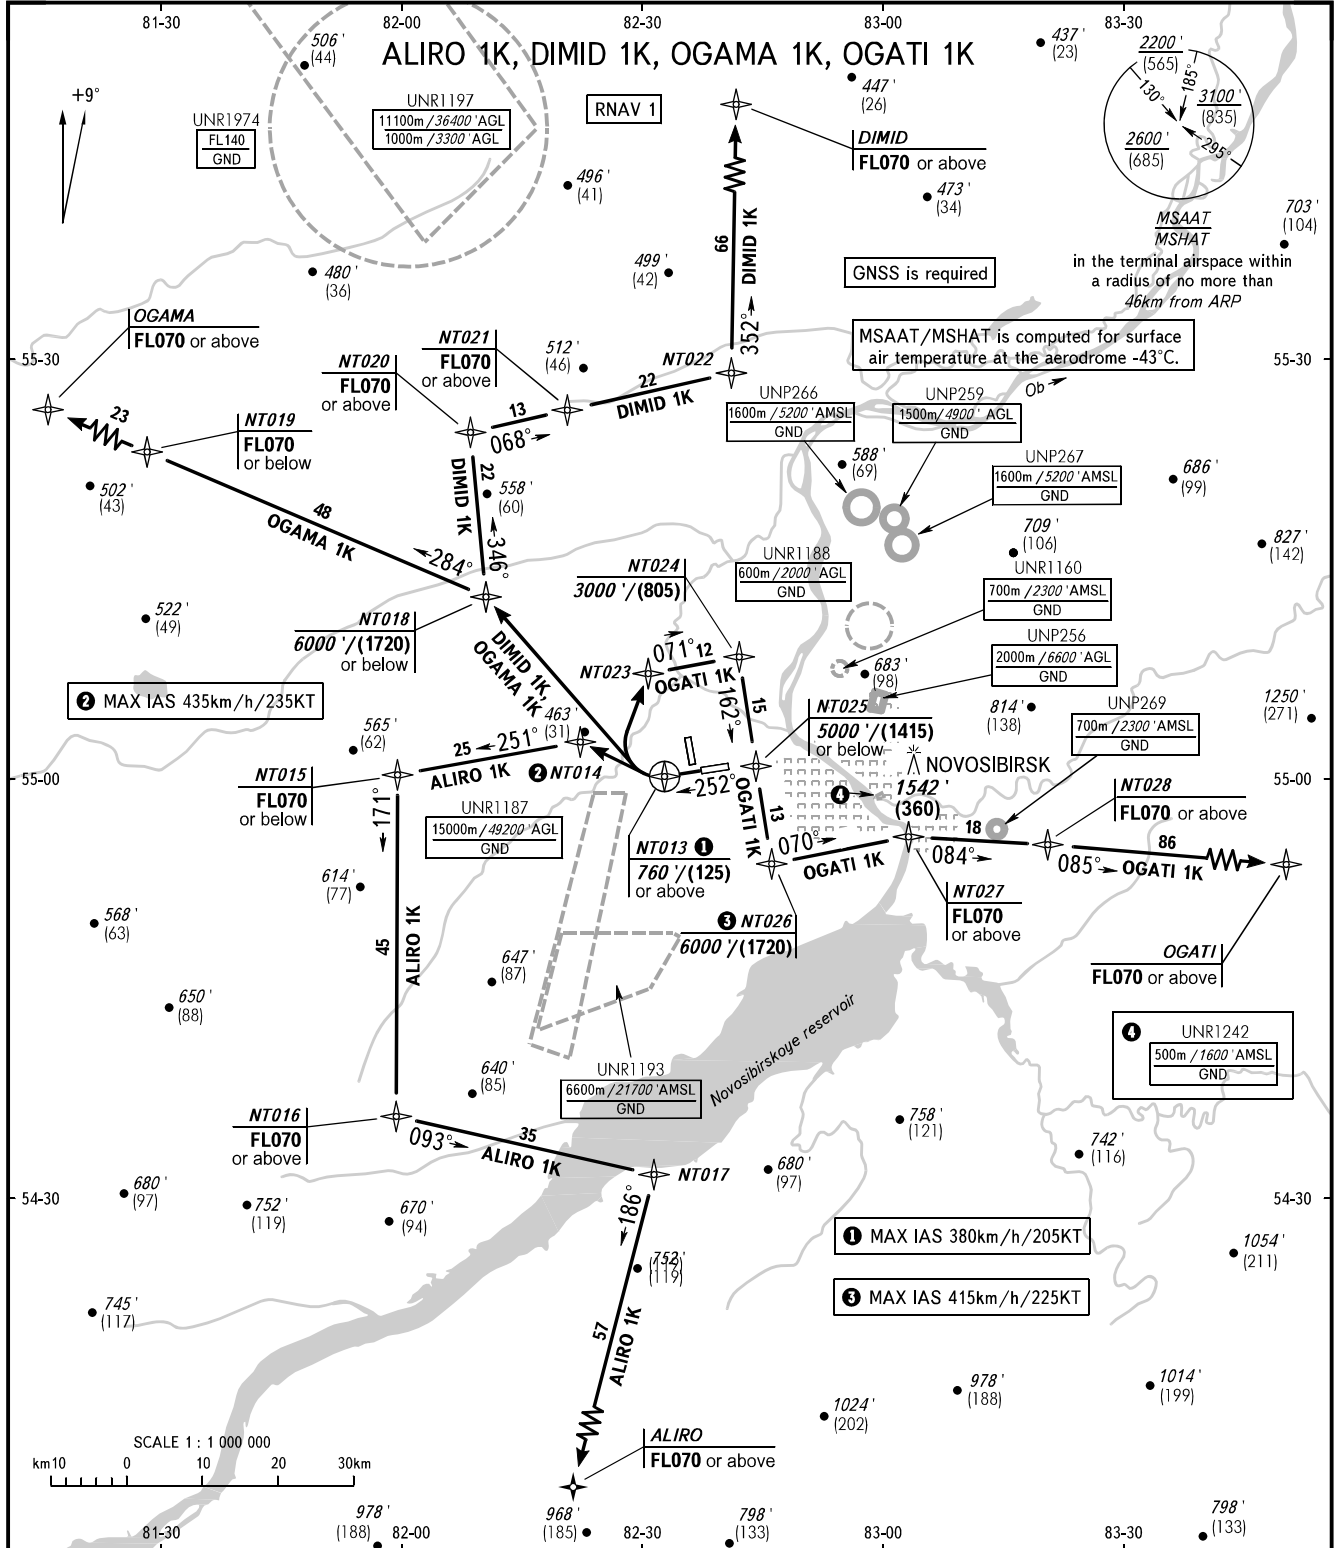 81-30
82-00
82-30
83-00
83-30
ALIRO 1K, DIMID 1K, OGAMA 1K, OGATI 1K
+9°
506 '
(44)
437 '
(23)
447 '
(26)
2200 '
(565)
185°
130°
3100 '
(835)
2600 '
(685)
295°
UNR1974
FL140
GND
UNR1197
11100m / 36400 ' AGL
1000m / 3300 ' AGL
RNAV 1
DIMID
FL070 or above
496 '
(41)
473 '
(34)
MSAAT
MSHAT
in the terminal airspace within
a radius of no more than
46km from ARP
703 '
(104)
66
DIMID 1K
352°
480 '
(36)
499 '
(42)
GNSS is required
MSAAT/MSHAT is computed for surface
air temperature at the aerodrome -43°C.
OGAMA
FL070 or above
55-30
NT020
FL070
or above
NT021
FL070
or above
512 '
(46)
NT022
55-30
Ob
22
DIMID 1K
13
068°
23
NT019
FL070
or below
UNP266
1600m / 5200 ' AMSL
GND
UNP259
1500m / 4900 ' AGL
GND
UNP267
1600m / 5200 ' AMSL
GND
588 '
(69)
686 '
(99)
502 '
(43)
DIMID 1K
22
558 '
(60)
346°
48
OGAMA 1K
284°
709 '
(106)
827 '
(142)
UNR1188
600m / 2000 ' AGL
GND
UNR1160
700m / 2300 ' AMSL
GND
NT024
3000 '/(805)
522 '
(49)
NT018
6000 '/(1720)
or below
DIMID 1K,
OGAMA 1K
NT023
071°
12
OGATI 1K
UNP256
2000m / 6600 ' AGL
GND
683 '
(98)
2 MAX IAS 435km/h/235KT
463 '
(31)
162°
15
NT025
5000 '/(1415)
or below
814 '
(138)
UNP269
700m / 2300 ' AMSL
GND
1250 '
(271)
565 '
(62)
25
251°
ALIRO 1K
2 NT014
252°
NOVOSIBIRSK
4
1542 '
(360)
55-00
55-00
NT015
FL070
or below
171°
UNR1187
15000m / 49200 ' AGL
GND
NT013 1
760 '/(125)
or above
OGATI 1K
13
070°
OGATI 1K
18
084°
NT028
FL070 or above
085°
86
OGATI 1K
614 '
(77)
568 '
(63)
45
ALIRO 1K
3 NT026
6000 '/(1720)
NT027
FL070
or above
OGATI
FL070 or above
647 '
(87)
650 '
(88)
Novosibirskoye reservoir
4 UNR1242
500m / 1600 ' AMSL
GND
640 '
(85)
UNR1193
6600m / 21700 ' AMSL
GND
NT016
FL070
or above
093°
35
ALIRO 1K
NT017
758 '
(121)
742 '
(116)
680 '
(97)
54-30
680 '
(97)
752 '
(119)
670 '
(94)
54-30
186°
752 '
(119)
1 MAX IAS 380km/h/205KT
3 MAX IAS 415km/h/225KT
1054 '
(211)
745 '
(117)
57
ALIRO 1K
978 '
(188)
1014 '
(199)
1024 '
(202)
ALIRO
FL070 or above
SCALE 1 : 1 000 000
km10 0 10 20 30km
978 '
(188)
968 '
(185)
798 '
(133)
798 '
(133)
81-30
82-00
82-30
83-00
83-30